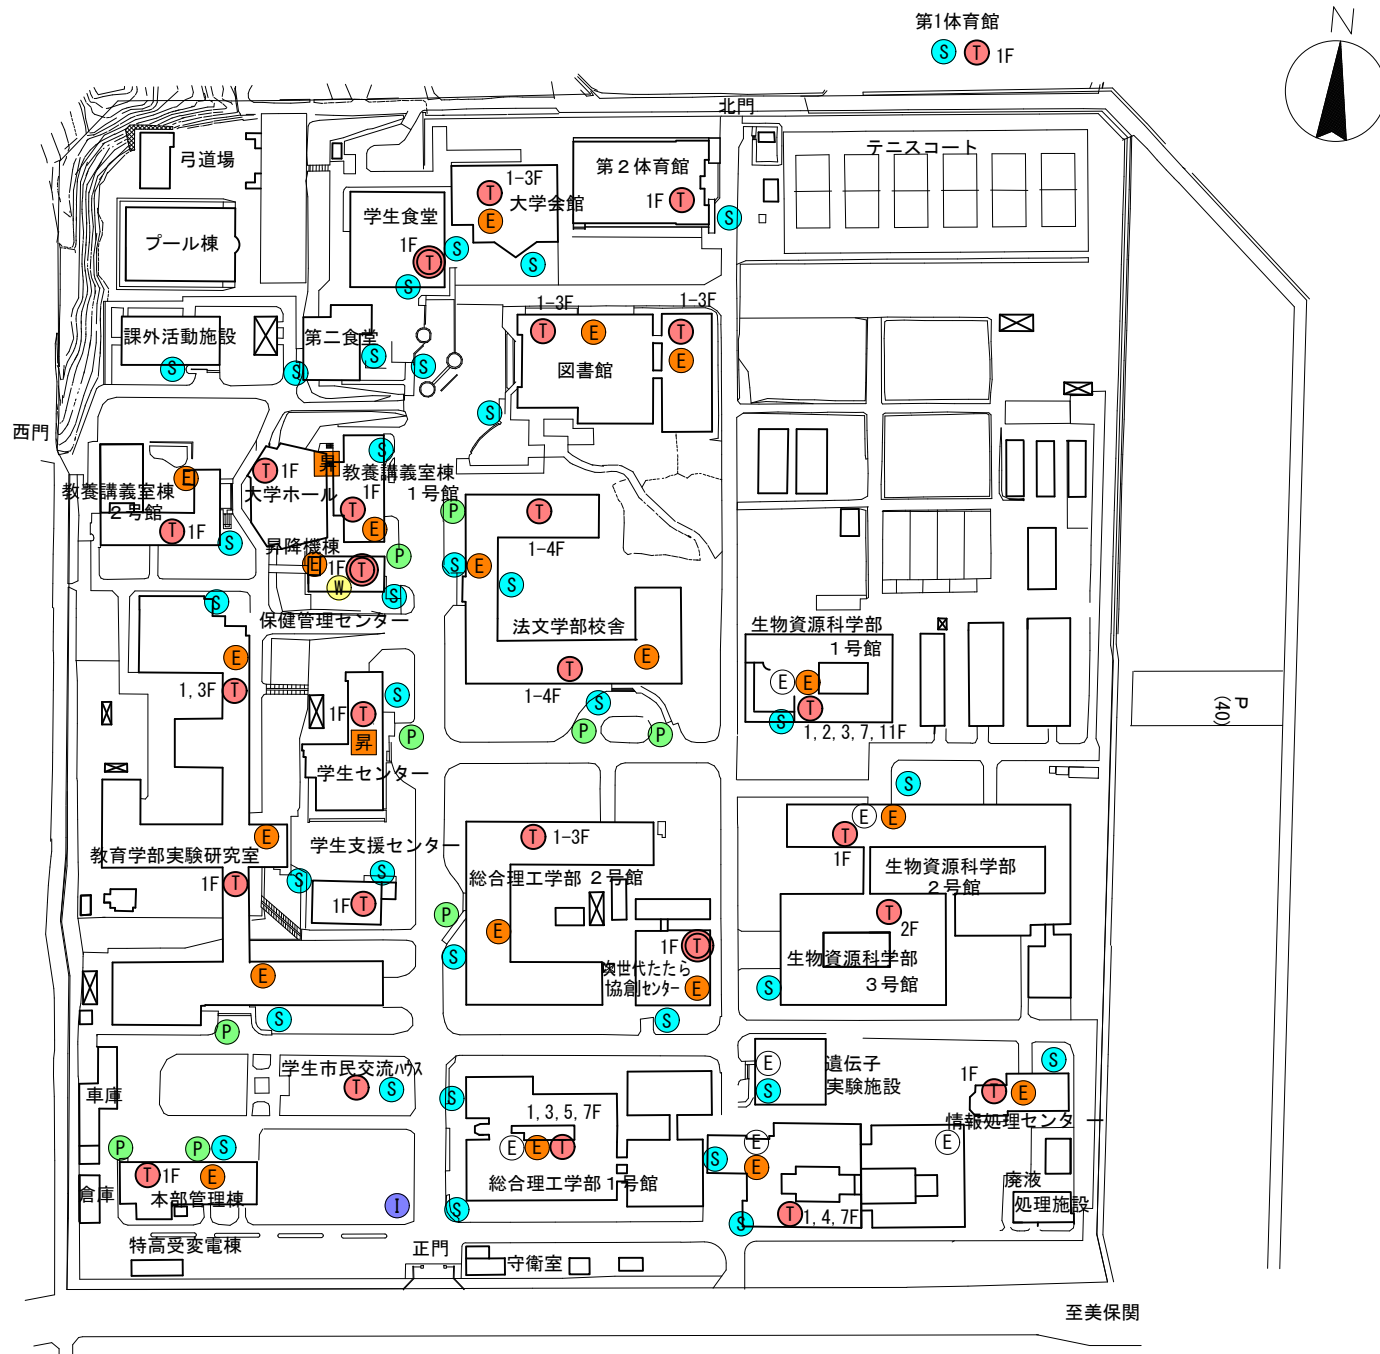 N
第1体育館
S T 1F
北門
テニスコート
弓道場
第２体育館
1F T
S
1-3F
T
大学会館
E
学生食堂
1F
T
S
S
S
プール棟
1-3F
T
E
図書館
1-3F
T
E
課外活動施設
S
第二食堂
S
S
S
S
西門
教養講義室棟
２号館
E
T 1F
S
T 1F
大学ホール
昇
S
教養講義室棟
１号館
1F
T
E
P
昇降機棟
E
1F T
W
S
保健管理センター
P
T
1-4F
S E
S
法文学部校舎
T
E
1-4F
S
P
P
生物資源科学部
１号館
E E
T
S
1, 2, 3, 7, 11F
P
(40)
S
E
1, 3F T
1F T
S
P
昇
学生センター
E
教育学部実験研究室
1F T
S
E
学生支援センター
S
1F T
T 1-3F
総合理工学部 ２号館
P
E
S
1F T
次世代たたら
協創センター
E
S
S
E E
T
1F
生物資源科学部
２号館
T
2F
生物資源科学部
３号館
S
P
S
学生市民交流ﾊｳｽ
T S
車庫
P
P S
T 1F
E
倉庫
本部管理棟
I
特高受変電棟
S
1, 3, 5, 7F
E E T
総合理工学部１号館
S
E
S
遺伝子
実験施設
S
1F
T E
情報処理センター
E
E
S
E
T
1, 4, 7F
S
廃液
処理施設
正門
守衛室
至美保関